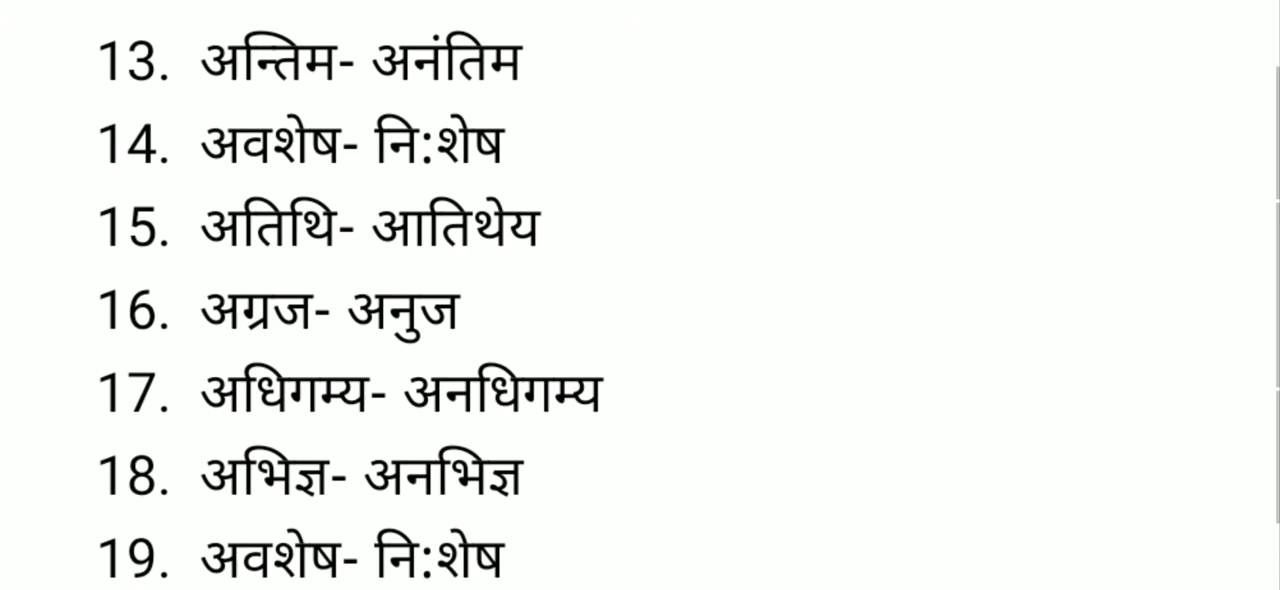 13. अन्तिम- अनंतिम
14. अवशेष- नि:शेष
15. अतिथि- आतिथेय
16. अग्रज- अनुज
17. अधिगम्य- अनधिगम्य
18. अभिज्ञ- अनभिज्ञ
19. अवशेष- नि:शेष